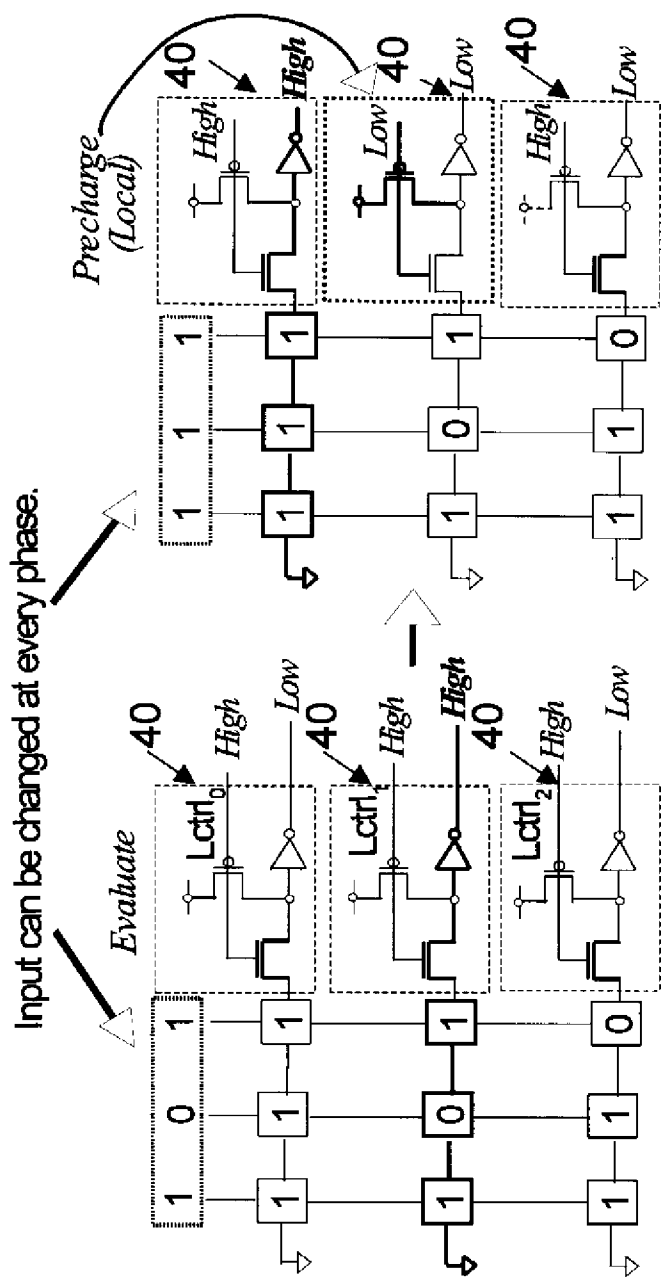 Input can be changed at every phase.
Evaluate
1 0 1
40
Lctrl0
High
1 1 1
Low
40
Lctrl1
High
1 0 1
High
40
Lctrl2
High
1 1 0
Low
Precharge
(Local)
1 1 1
40
High
1 1 1
High
40
Low
1 0 1
Low
40
High
1 1 0
Low